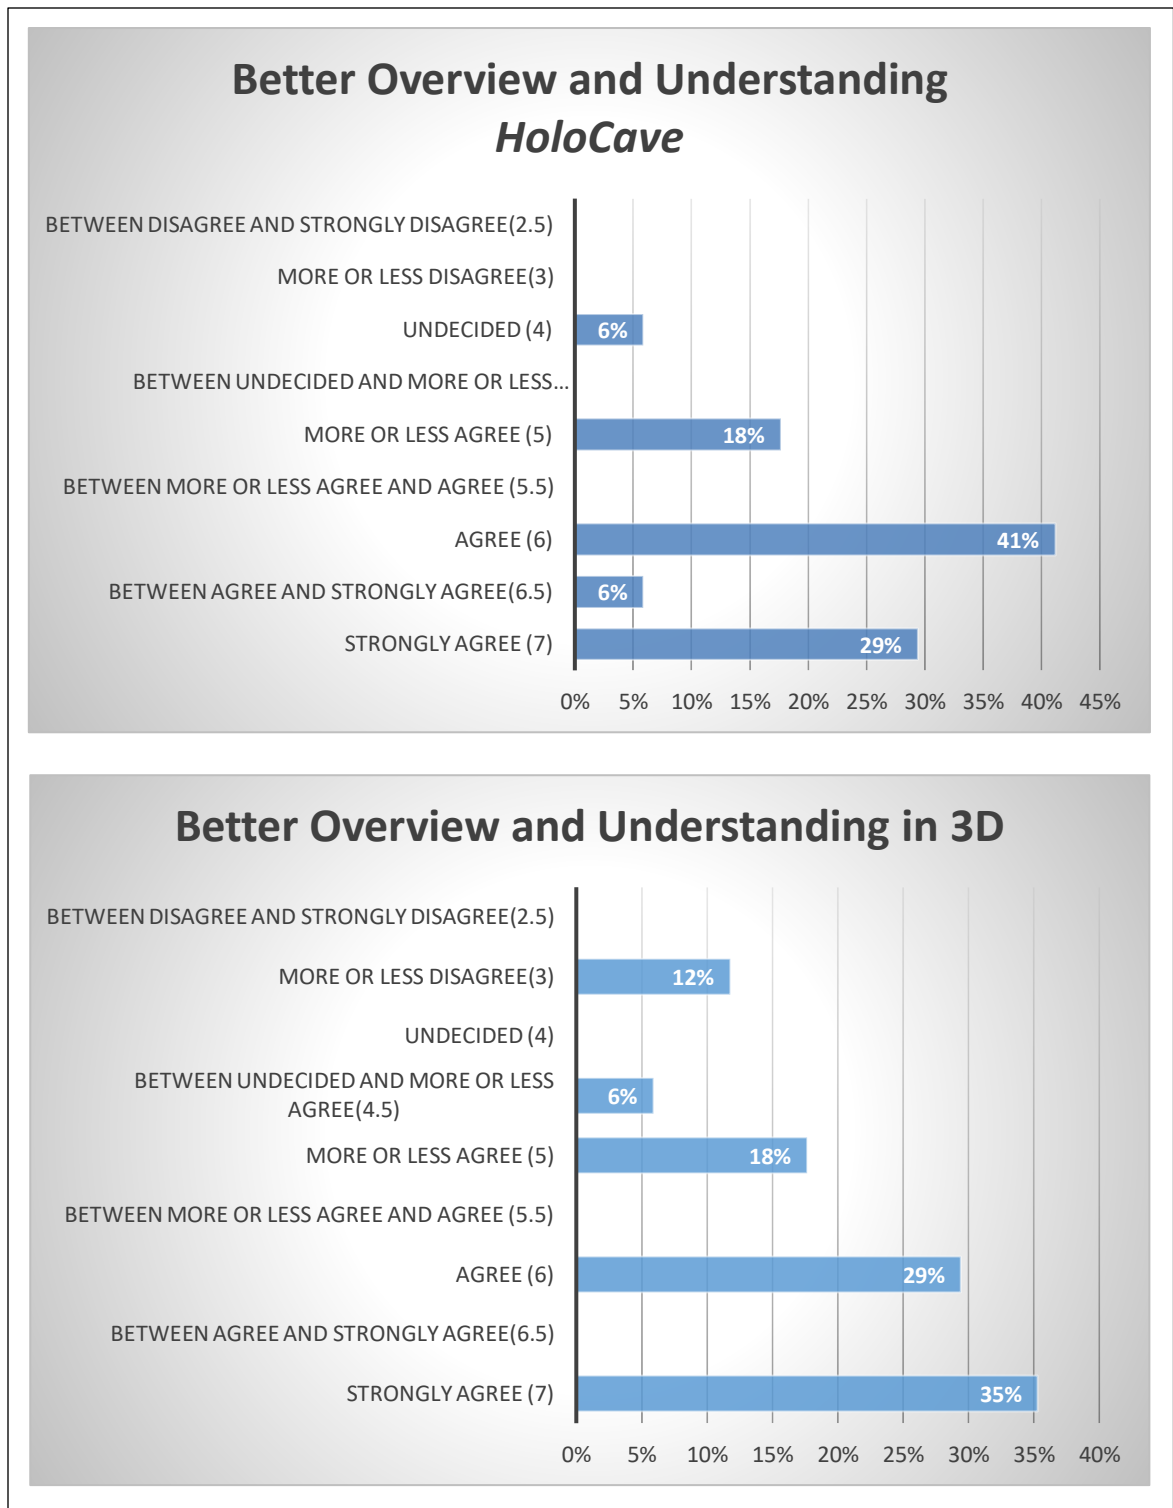 Better Overview and Understanding
HoloCave
BETWEEN DISAGREE AND STRONGLY DISAGREE(2.5)
MORE OR LESS DISAGREE(3)
UNDECIDED (4)
6%
BETWEEN UNDECIDED AND MORE OR LESS...
MORE OR LESS AGREE (5)
18%
BETWEEN MORE OR LESS AGREE AND AGREE (5.5)
AGREE (6)
41%
BETWEEN AGREE AND STRONGLY AGREE(6.5)
6%
STRONGLY AGREE (7)
29%
0% 5% 10% 15% 20% 25% 30% 35% 40% 45%
Better Overview and Understanding in 3D
BETWEEN DISAGREE AND STRONGLY DISAGREE(2.5)
MORE OR LESS DISAGREE(3)
12%
UNDECIDED (4)
BETWEEN UNDECIDED AND MORE OR LESS
AGREE(4.5)
6%
MORE OR LESS AGREE (5)
18%
BETWEEN MORE OR LESS AGREE AND AGREE (5.5)
AGREE (6)
29%
BETWEEN AGREE AND STRONGLY AGREE(6.5)
STRONGLY AGREE (7)
35%
0% 5% 10% 15% 20% 25% 30% 35% 40%